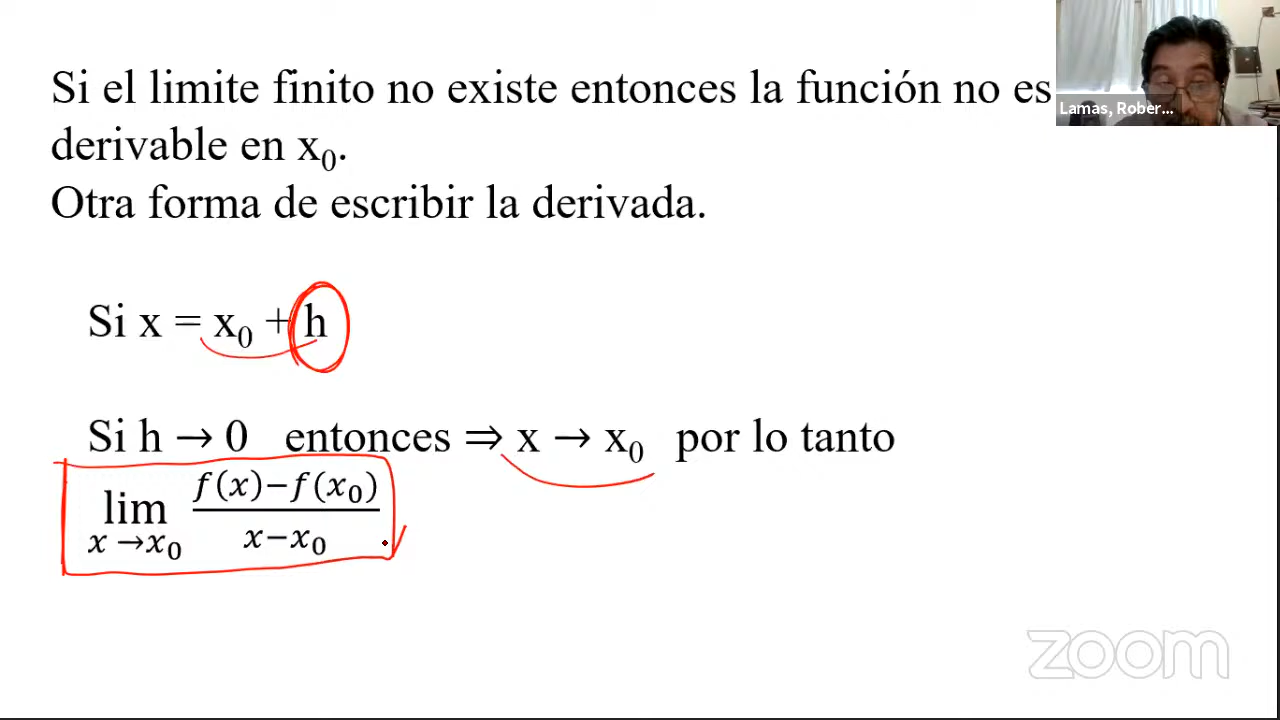 Si el limite finito no existe entonces la función no es
derivable en x₀.
Otra forma de escribir la derivada.
Lamas, Rober...
Si x = x₀ + h
Si h → 0 entonces ⇒ x → x₀ por lo tanto
lim x→x₀ f(x)−f(x₀) / x−x₀
zoom